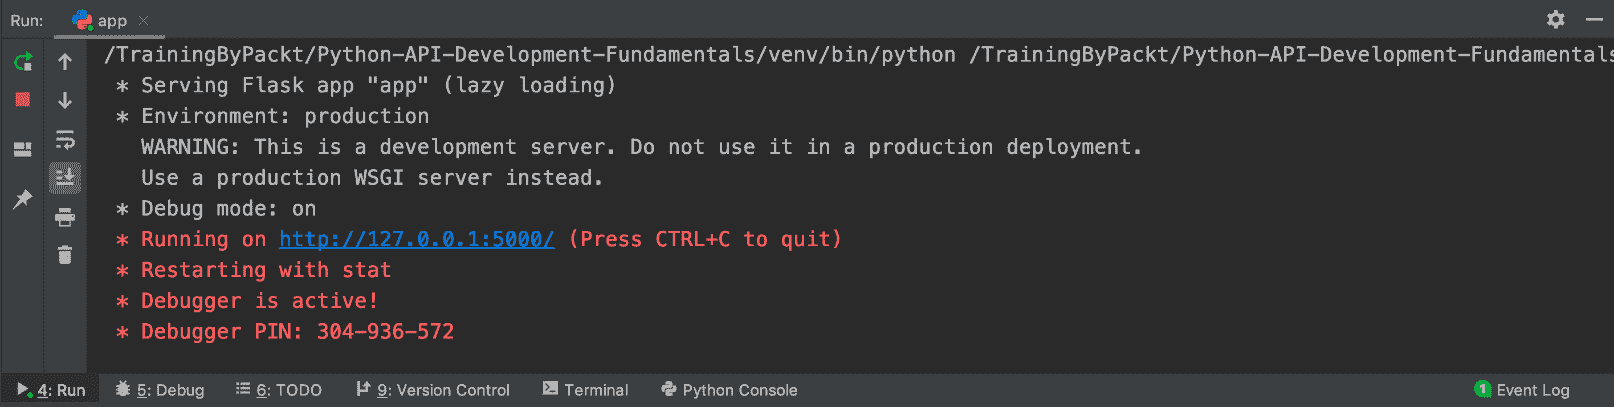 Run: app
/TrainingByPackt/Python-API-Development-Fundamentals/venv/bin/python /TrainingByPackt/Python-API-Development-Fundamentals
* Serving Flask app "app" (lazy loading)
* Environment: production
WARNING: This is a development server. Do not use it in a production deployment.
Use a production WSGI server instead.
* Debug mode: on
* Running on http://127.0.0.1:5000/ (Press CTRL+C to quit)
* Restarting with stat
* Debugger is active!
* Debugger PIN: 304-936-572
4: Run 5: Debug 6: TODO 9: Version Control Terminal Python Console 1 Event Log